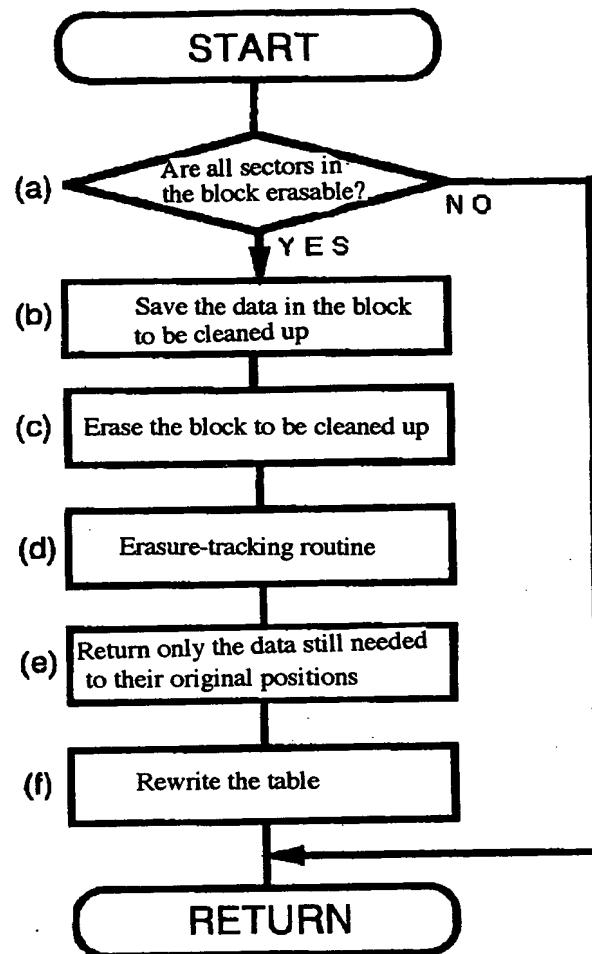 START
(a)
Are all sectors in
the block erasable?
NO
YES
(b)
Save the data in the block
to be cleaned up
(c)
Erase the block to be cleaned up
(d)
Erasure-tracking routine
(e)
Return only the data still needed
to their original positions
(f)
Rewrite the table
RETURN